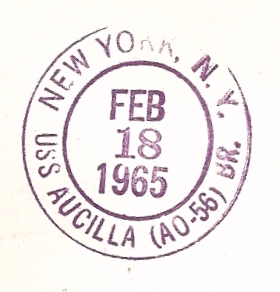 NEW YORK, N.Y.
FEB
18
1965
USS AUCILLA (AO-56) BR.